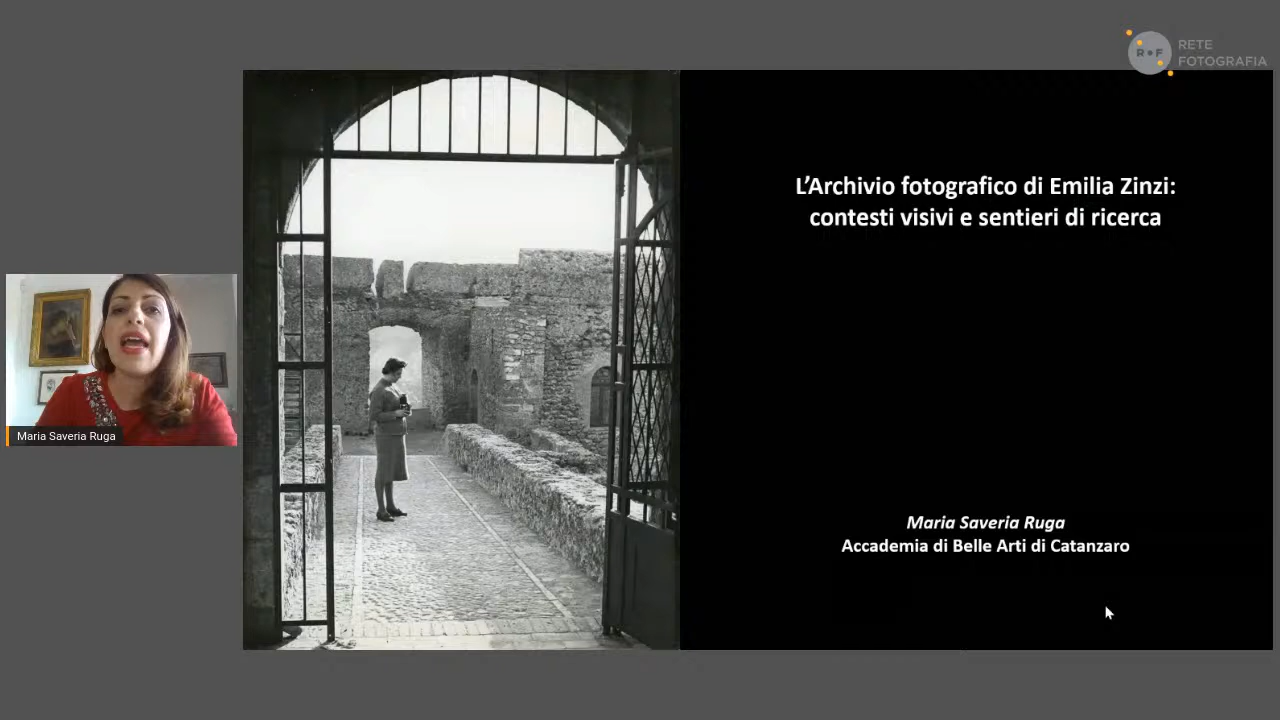 R●F RETE
FOTOGRAFIA
L'Archivio fotografico di Emilia Zinzi:
contesti visivi e sentieri di ricerca
Maria Saveria Ruga
Maria Saveria Ruga
Accademia di Belle Arti di Catanzaro